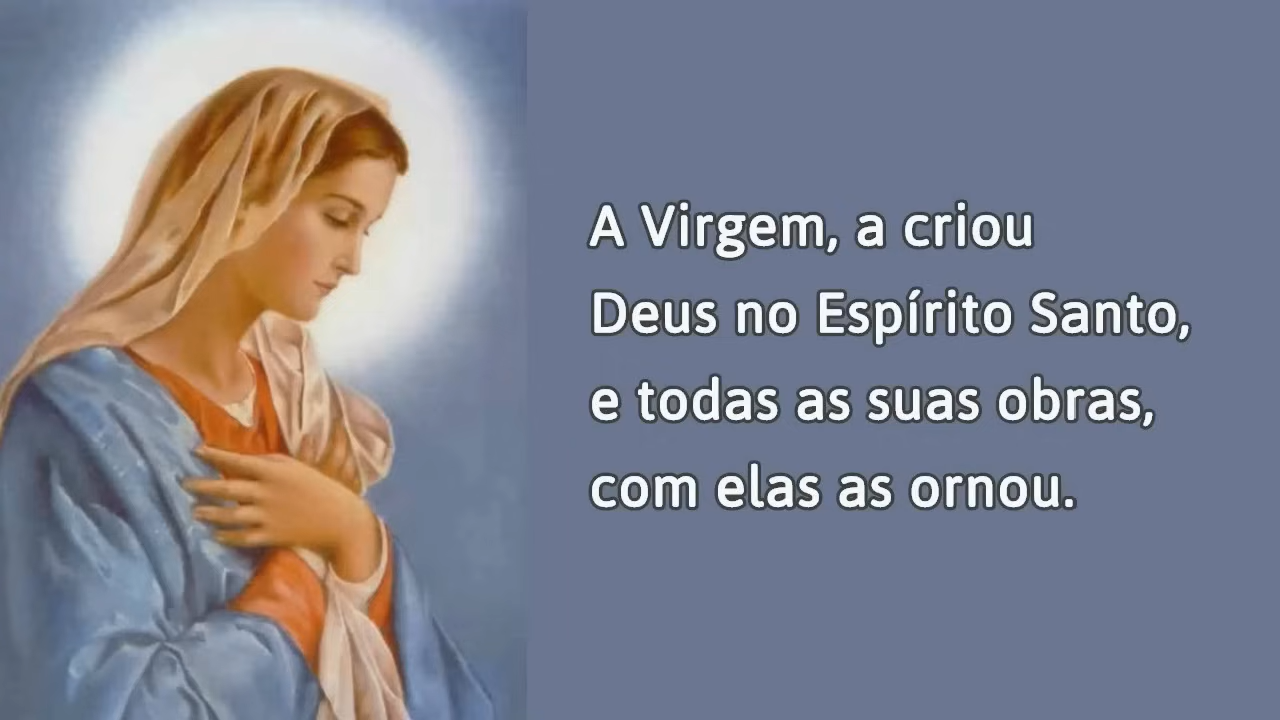 A Virgem, a criou
Deus no Espírito Santo,
e todas as suas obras,
com elas as ornou.